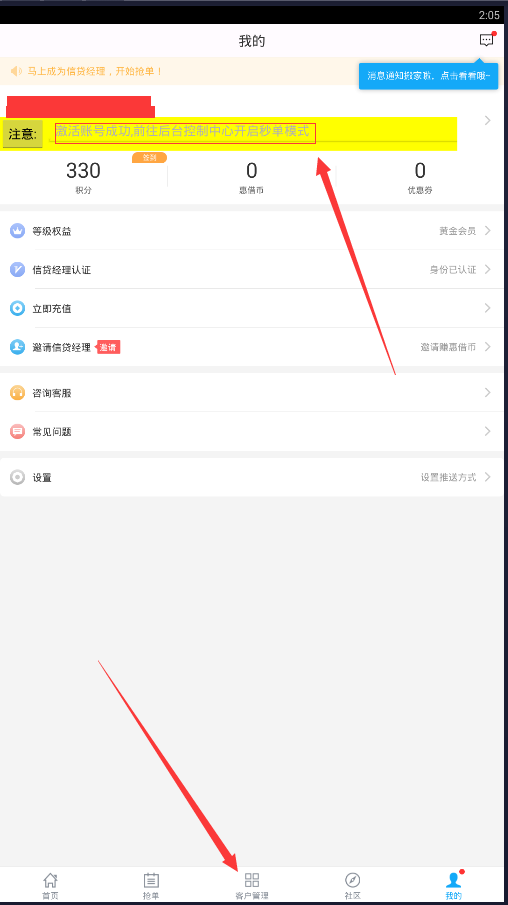 2:05
我的
马上成为信贷经理，开始抢单！
消息通知搬家啦，点击看看哦~
注意:
激活账号成功,前往后台控制中心开启秒单模式
签到
330
0
0
积分
惠借币
优惠券
等级权益
黄金会员
信贷经理认证
身份已认证
立即充值
邀请信贷经理
邀请
邀请赚惠借币
咨询客服
常见问题
设置
设置推送方式
首页
抢单
客户管理
社区
我的